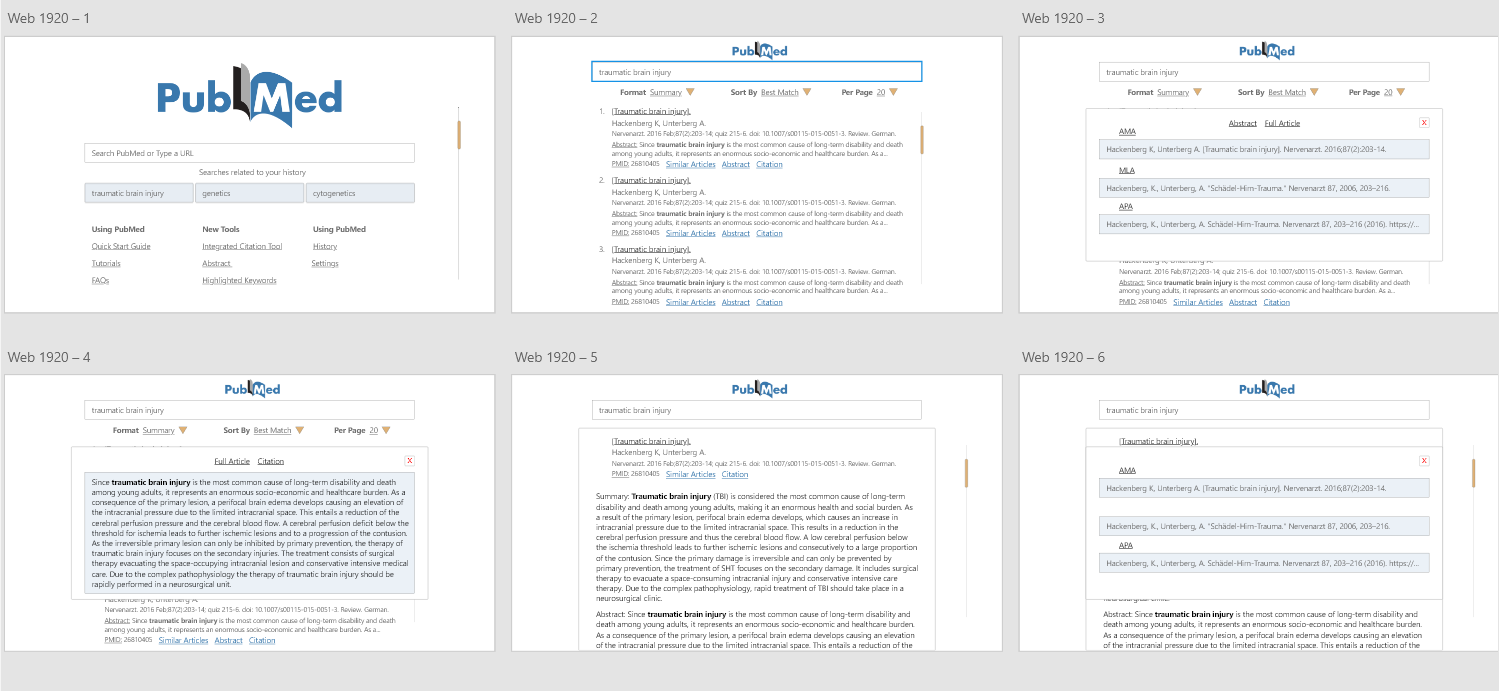 Web 1920 – 1
PubMed
Search PubMed or Type a URL
Searches related to your history
traumatic brain injury
genetics
cytogenetics
Using PubMed
New Tools
Using PubMed
Quick Start Guide
Integrated Citation Tool
History
Tutorials
Abstract
Settings
FAQs
Highlighted Keywords
Web 1920 – 2
PubMed
traumatic brain injury
Format Summary
Sort By Best Match
Per Page 20
1. [Traumatic brain injury].
Hackenberg K, Unterberg A.
Nervenarzt. 2016 Feb;87(2):203-14; quiz 215-6. doi: 10.1007/s00115-015-0051-3. Review. German.
Abstract: Since traumatic brain injury is the most common cause of long-term disability and death
among young adults, it represents an enormous socio-economic and healthcare burden. As a...
PMID: 26810405 Similar Articles Abstract Citation
2. [Traumatic brain injury].
Hackenberg K, Unterberg A.
Nervenarzt. 2016 Feb;87(2):203-14; quiz 215-6. doi: 10.1007/s00115-015-0051-3. Review. German.
Abstract: Since traumatic brain injury is the most common cause of long-term disability and death
among young adults, it represents an enormous socio-economic and healthcare burden. As a...
PMID: 26810405 Similar Articles Abstract Citation
3. [Traumatic brain injury].
Hackenberg K, Unterberg A.
Nervenarzt. 2016 Feb;87(2):203-14; quiz 215-6. doi: 10.1007/s00115-015-0051-3. Review. German.
Abstract: Since traumatic brain injury is the most common cause of long-term disability and death
among young adults, it represents an enormous socio-economic and healthcare burden. As a...
PMID: 26810405 Similar Articles Abstract Citation
Web 1920 – 3
PubMed
traumatic brain injury
Format Summary
Sort By Best Match
Per Page 20
Abstract Full Article
X
AMA
Hackenberg K, Unterberg A. [Traumatic brain injury]. Nervenarzt. 2016;87(2):203-14.
MLA
Hackenberg, K., Unterberg, A. "Schädel-Hirn-Trauma." Nervenarzt 87, 2006, 203–216.
APA
Hackenberg, K., Unterberg, A. Schädel-Hirn-Trauma. Nervenarzt 87, 203–216 (2016). https://...
Hackenberg K, Unterberg A.
Nervenarzt. 2016 Feb;87(2):203-14; quiz 215-6. doi: 10.1007/s00115-015-0051-3. Review. German.
Abstract: Since traumatic brain injury is the most common cause of long-term disability and death
among young adults, it represents an enormous socio-economic and healthcare burden. As a...
PMID: 26810405 Similar Articles Abstract Citation
Web 1920 – 4
PubMed
traumatic brain injury
Format Summary
Sort By Best Match
Per Page 20
Full Article Citation
X
Since traumatic brain injury is the most common cause of long-term disability and death
among young adults, it represents an enormous socio-economic and healthcare burden. As a
consequence of the primary lesion, a perifocal brain edema develops causing an elevation of
the intracranial pressure due to the limited intracranial space. This entails a reduction of the
cerebral perfusion pressure and the cerebral blood flow. A cerebral perfusion deficit below the
threshold for ischemia leads to further ischemic lesions and to a progression of the contusion.
As the irreversible primary lesion can only be inhibited by primary prevention, the therapy of
traumatic brain injury focuses on the secondary injuries. The treatment consists of surgical
therapy evacuating the space-occupying intracranial lesion and conservative intensive medical
care. Due to the complex pathophysiology the therapy of traumatic brain injury should be
rapidly performed in a neurosurgical unit.
Hackenberg K, Unterberg A.
Nervenarzt. 2016 Feb;87(2):203-14; quiz 215-6. doi: 10.1007/s00115-015-0051-3. Review. German.
Abstract: Since traumatic brain injury is the most common cause of long-term disability and death
among young adults, it represents an enormous socio-economic and healthcare burden. As a...
PMID: 26810405 Similar Articles Abstract Citation
Web 1920 – 5
PubMed
traumatic brain injury
[Traumatic brain injury].
Hackenberg K, Unterberg A.
Nervenarzt. 2016 Feb;87(2):203-14; quiz 215-6. doi: 10.1007/s00115-015-0051-3. Review. German.
PMID: 26810405 Similar Articles Citation
Summary: Traumatic brain injury (TBI) is considered the most common cause of long-term
disability and death among young adults, making it an enormous health and social burden. As
a result of the primary lesion, perifocal brain edema develops, which causes an increase in
intracranial pressure due to the limited intracranial space. This results in a reduction in the
cerebral perfusion pressure and thus the cerebral blood flow. A low cerebral perfusion below
the ischemia threshold leads to further ischemic lesions and consecutively to a large proportion
of the contusion. Since the primary damage is irreversible and can only be prevented by
primary prevention, the treatment of SHT focuses on the secondary damage. It includes surgical
therapy to evacuate a space-consuming intracranial injury and conservative intensive care
therapy. Due to the complex pathophysiology, rapid treatment of TBI should take place in a
neurosurgical clinic.
Abstract: Since traumatic brain injury is the most common cause of long-term disability and
death among young adults, it represents an enormous socio-economic and healthcare burden.
As a consequence of the primary lesion, a perifocal brain edema develops causing an elevation
of the intracranial pressure due to the limited intracranial space. This entails a reduction of the
Web 1920 – 6
PubMed
traumatic brain injury
[Traumatic brain injury].
X
AMA
Hackenberg K, Unterberg A. [Traumatic brain injury]. Nervenarzt. 2016;87(2):203-14.
Hackenberg, K., Unterberg, A. "Schädel-Hirn-Trauma." Nervenarzt 87, 2006, 203–216.
APA
Hackenberg, K., Unterberg, A. Schädel-Hirn-Trauma. Nervenarzt 87, 203–216 (2016). https://...
neurosurgical clinic.
Abstract: Since traumatic brain injury is the most common cause of long-term disability and
death among young adults, it represents an enormous socio-economic and healthcare burden.
As a consequence of the primary lesion, a perifocal brain edema develops causing an elevation
of the intracranial pressure due to the limited intracranial space. This entails a reduction of the